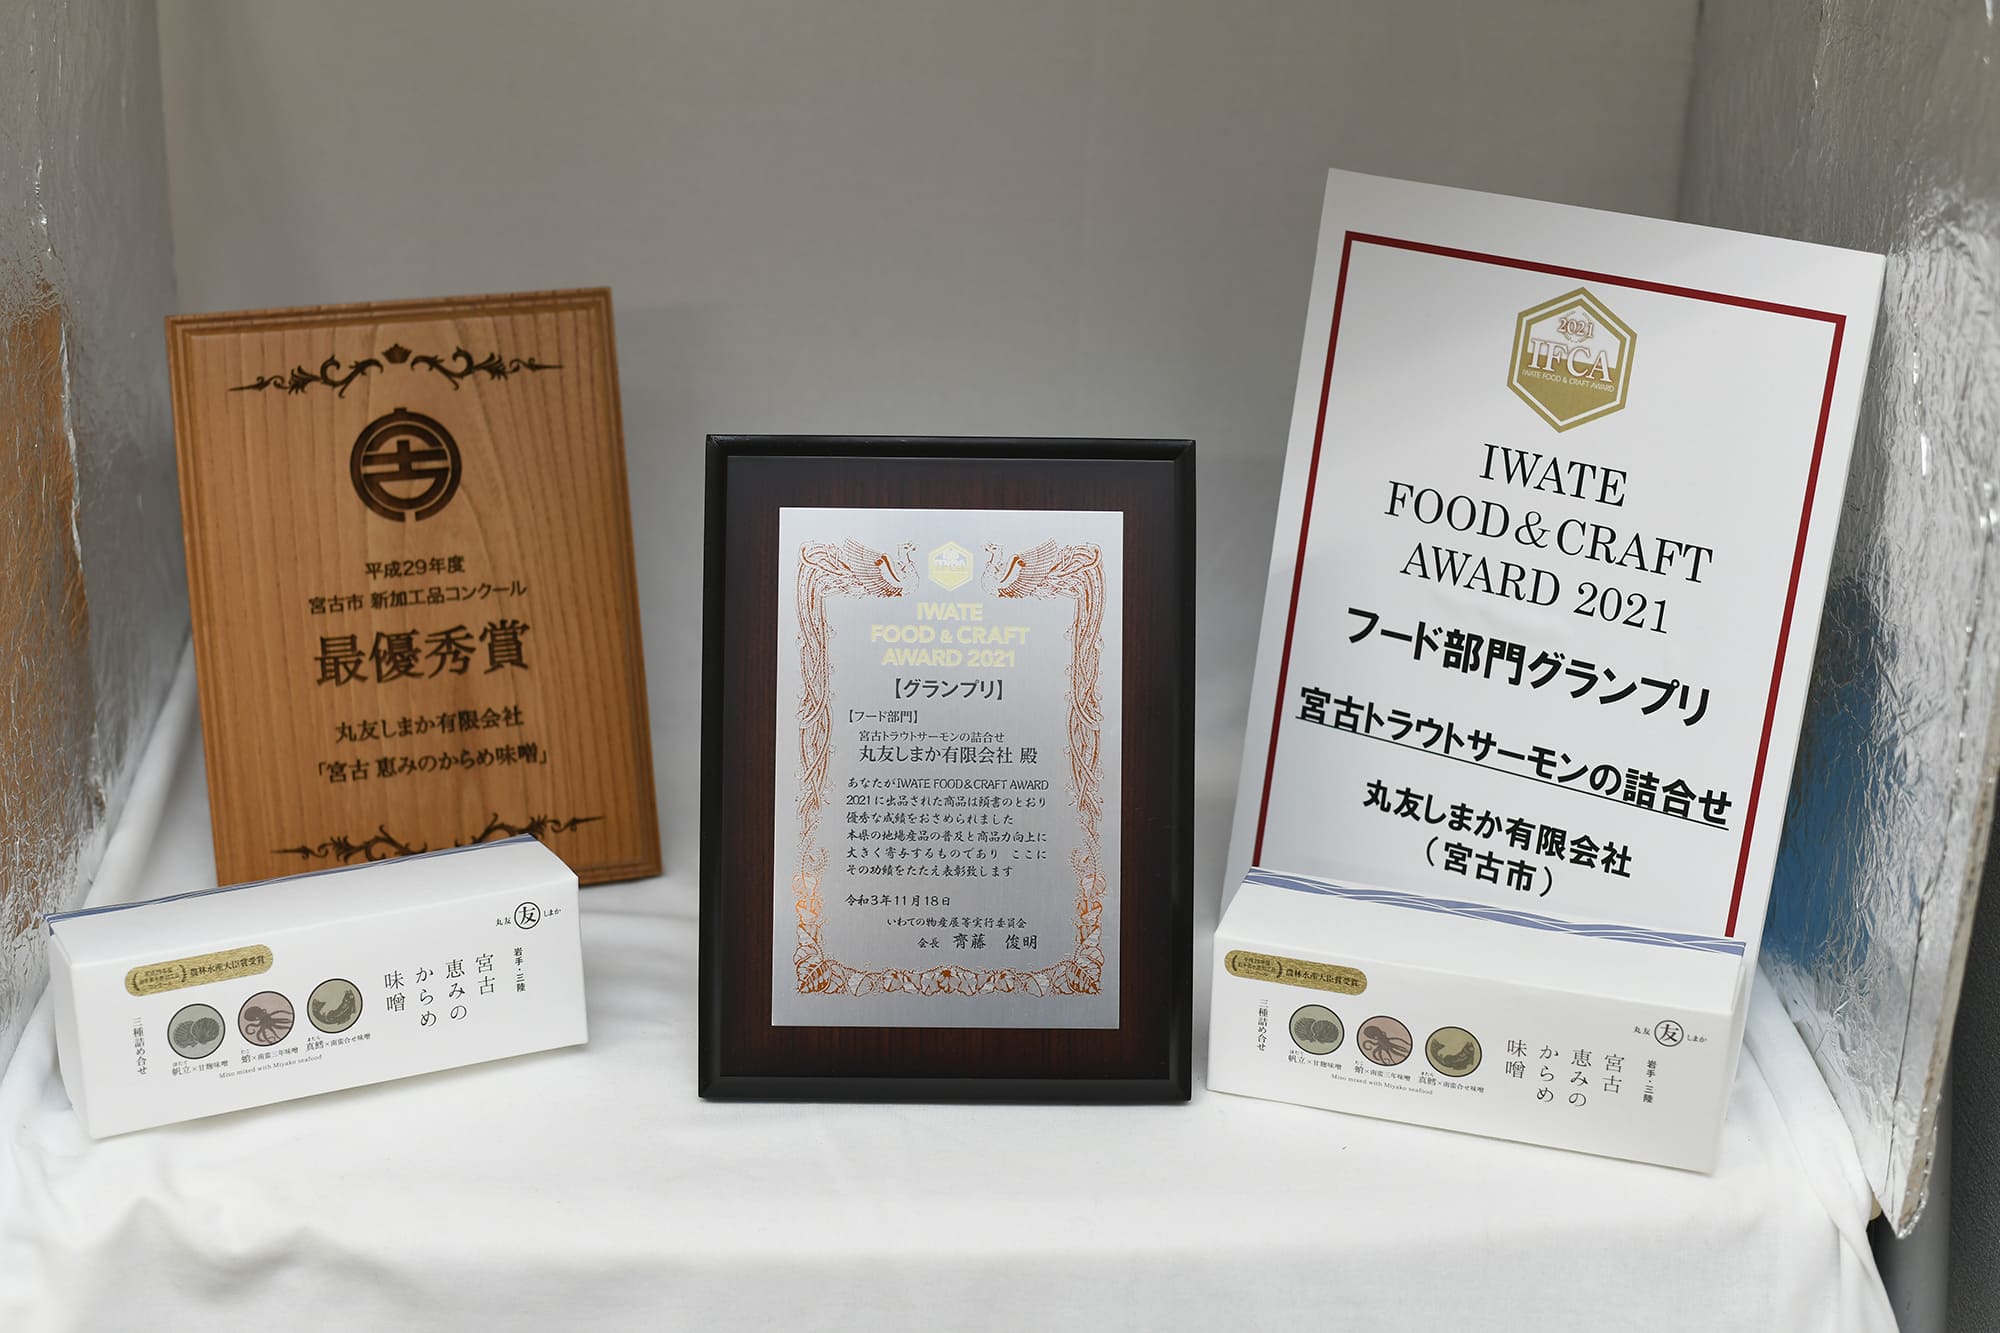 平成29年度
宮古市 新加工品コンクール
最優秀賞
丸友しまか有限会社
「宮古 恵みのからめ味噌」
IWATE
FOOD & CRAFT
AWARD 2021
【グランプリ】
【フード部門】
宮古トラウトサーモンの詰合せ
丸友しまか有限会社 殿
あなたがIWATE FOOD&CRAFT AWARD
2021に出品された商品は頭書のとおり
優秀な成績をおさめられました
本県の地場産品の普及と商品力向上に
大きく寄与するものであり ここに
その功績をたたえ表彰致します
令和3年11月18日
いわての物産展等実行委員会
会長 齊藤 俊明
2021
IFCA
IWATE FOOD & CRAFT AWARD
IWATE
FOOD&CRAFT
AWARD 2021
フード部門グランプリ
宮古トラウトサーモンの詰合せ
丸友しまか有限会社
（宮古市）
丸友 友 しまか
岩手・三陸
宮古
恵みの
からめ
味噌
農林水産大臣賞受賞
三種詰め合せ
ほたて
帆立×甘麹味噌
たこ
蛸×南蛮三年味噌
まだら
真鱈×南蛮合せ味噌
Miso mixed with Miyako seafood
丸友 友 しまか
岩手・三陸
宮古
恵みの
からめ
味噌
農林水産大臣賞受賞
三種詰め合せ
ほたて
帆立×甘麹味噌
たこ
蛸×南蛮三年味噌
まだら
真鱈×南蛮合せ味噌
Miso mixed with Miyako seafood